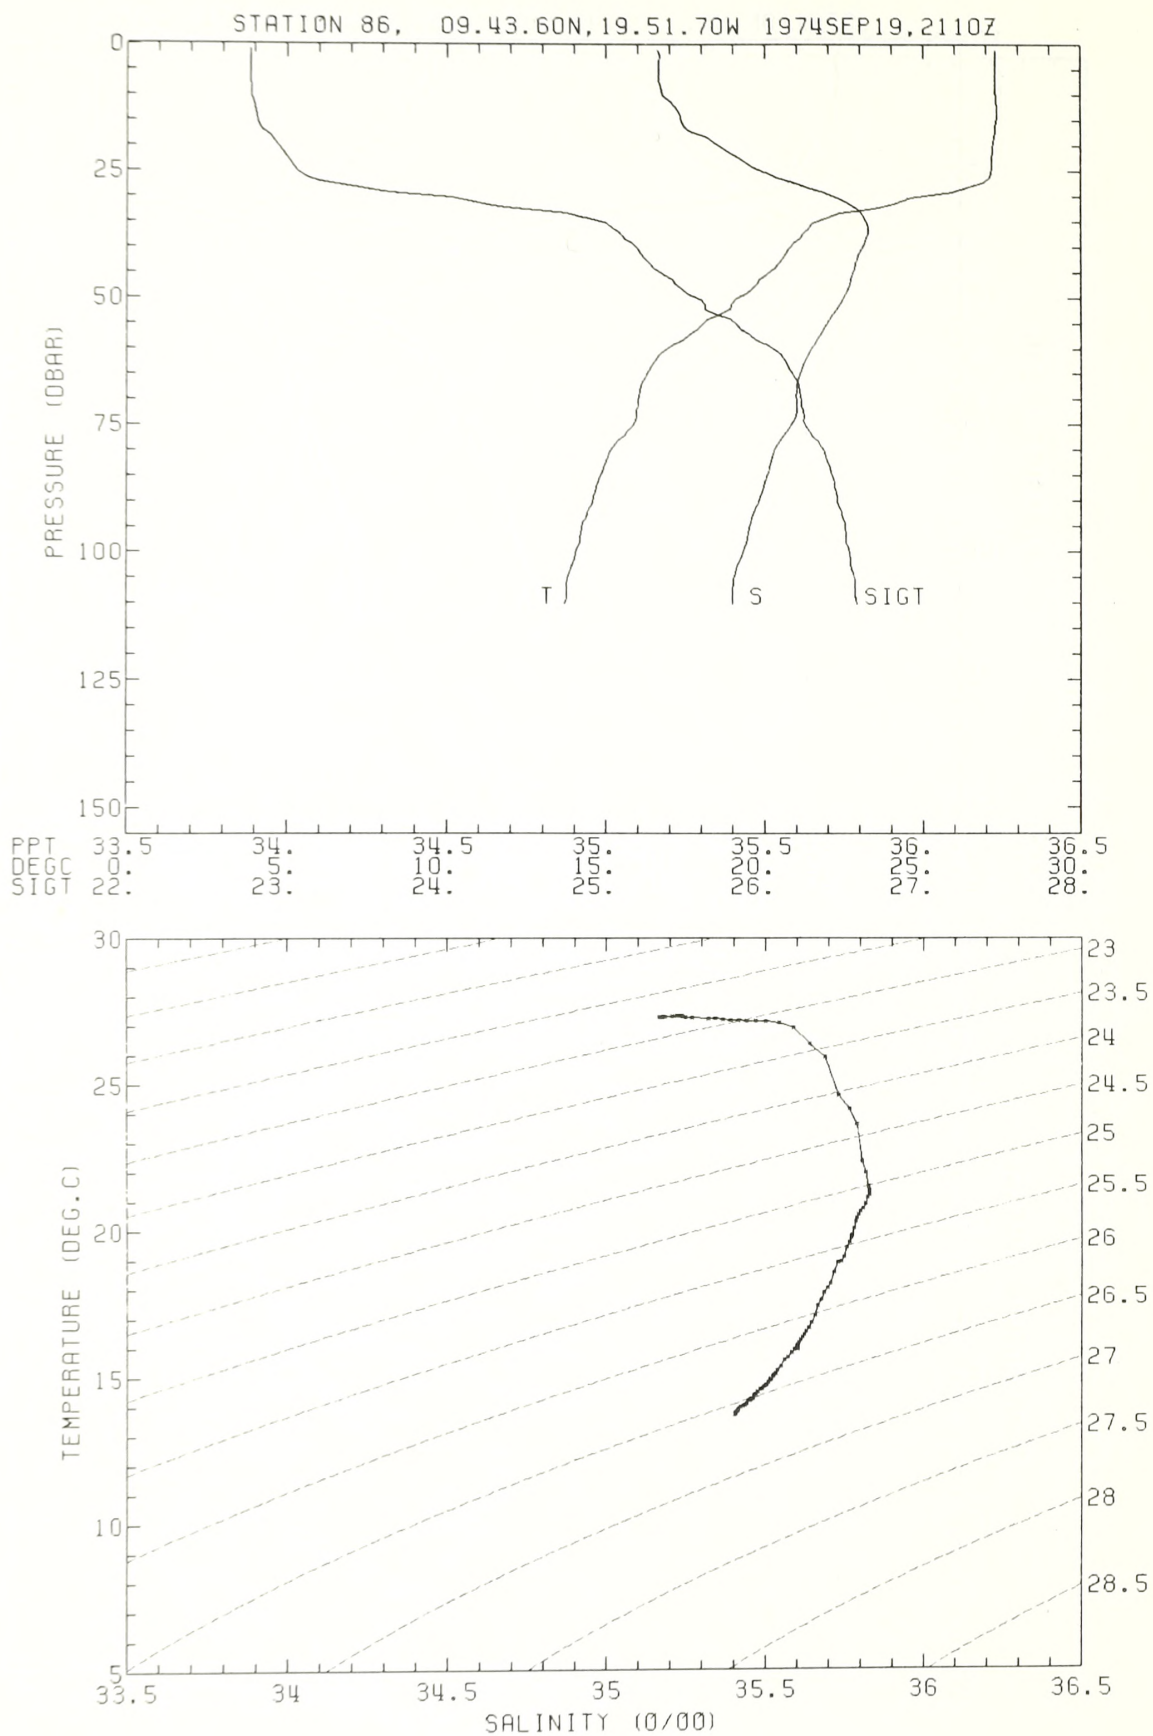 STATION 86, 09.43.60N,19.51.70W 1974SEP19,2110Z
0
25
50
75
100
125
150
PRESSURE (DBAR)
T
S
SIGT
PPT 33.5 34. 34.5 35. 35.5 36. 36.5
DEGC 0. 5. 10. 15. 20. 25. 30.
SIGT 22. 23. 24. 25. 26. 27. 28.
30
25
20
15
10
5
TEMPERATURE (DEG.C)
23
23.5
24
24.5
25
25.5
26
26.5
27
27.5
28
28.5
33.5 34 34.5 35 35.5 36 36.5
SALINITY (0/00)